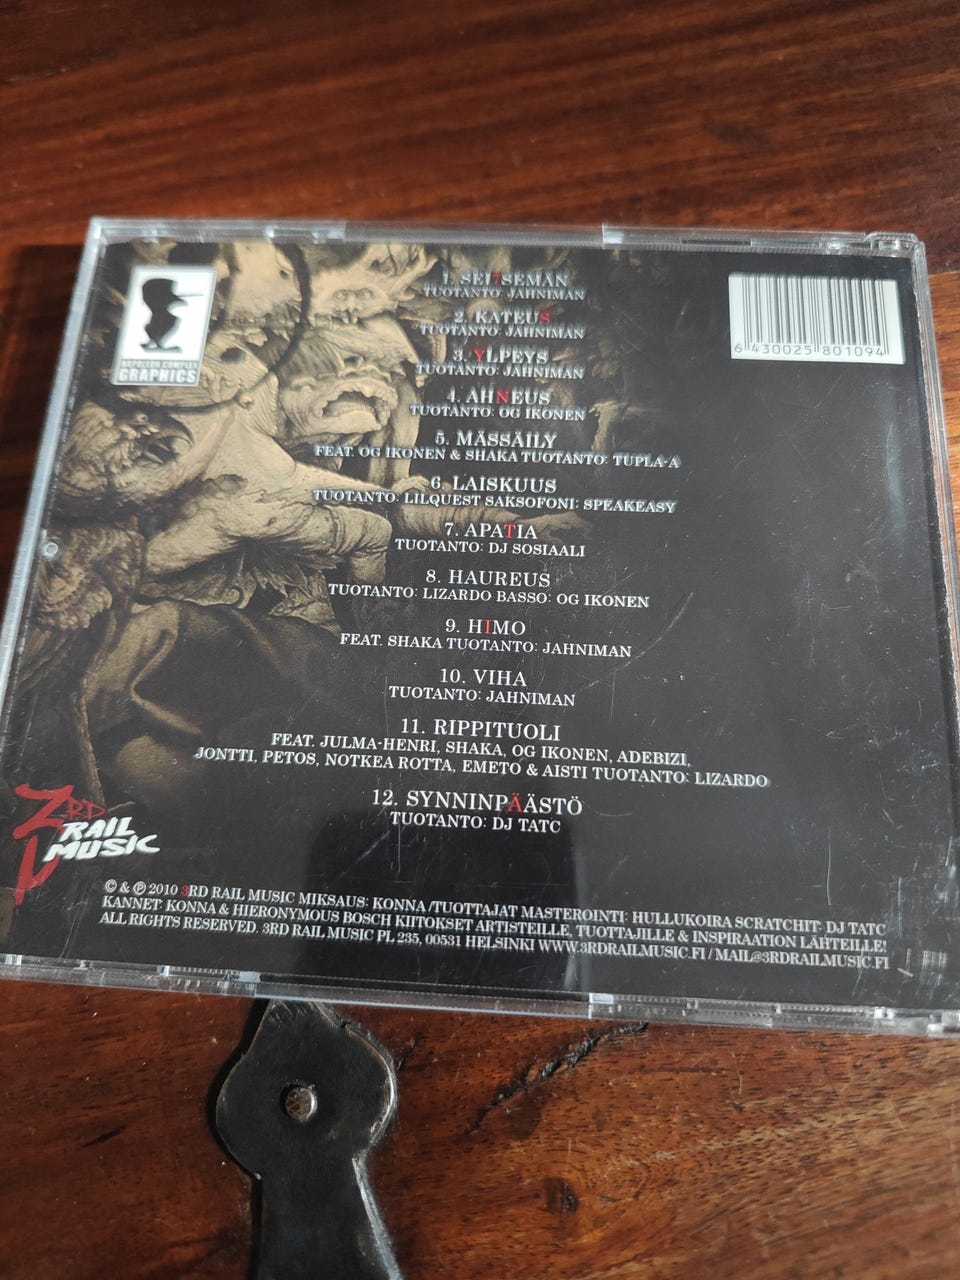 1. SEI7SEMÄN
TUOTANTO: JAHNIMAN
2. KATEUS
TUOTANTO: JAHNIMAN
3. YLPEYS
TUOTANTO: JAHNIMAN
4. AHNEUS
TUOTANTO: OG IKONEN
5. MÄSSÄILY
FEAT. OG IKONEN & SHAKA TUOTANTO: TUPLA-A
6. LAISKUUS
TUOTANTO: LILQUEST SAKSOFONI: SPEAKEASY
7. APATIA
TUOTANTO: DJ SOSIAALI
8. HAUREUS
TUOTANTO: LIZARDO BASSO: OG IKONEN
9. HIMO
FEAT. SHAKA TUOTANTO: JAHNIMAN
10. VIHA
TUOTANTO: JAHNIMAN
11. RIPPITUOLI
FEAT. JULMA-HENRI, SHAKA, OG IKONEN, ADEBIZI,
JONTTI, PETOS, NOTKEA ROTTA, EMETO & AISTI TUOTANTO: LIZARDO
12. SYNNINPÄÄSTÖ
TUOTANTO: DJ TATC
NAPOLEON COMPLEX
GRAPHICS
6 430025 801094
3RD
RAIL
MUSIC
© & ℗ 2010 3RD RAIL MUSIC MIKSAUS: KONNA /TUOTTAJAT MASTEROINTI: HULLUKOIRA SCRATCHIT: DJ TATC
KANNET: KONNA & HIERONYMOUS BOSCH KIITOKSET ARTISTEILLE, TUOTTAJILLE & INSPIRAATION LÄHTEILLE!
ALL RIGHTS RESERVED. 3RD RAIL MUSIC PL 235, 00531 HELSINKI WWW.3RDRAILMUSIC.FI / MAIL@3RDRAILMUSIC.FI